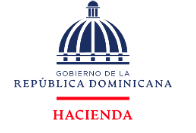 GOBIERNO DE LA
REPÚBLICA DOMINICANA
HACIENDA